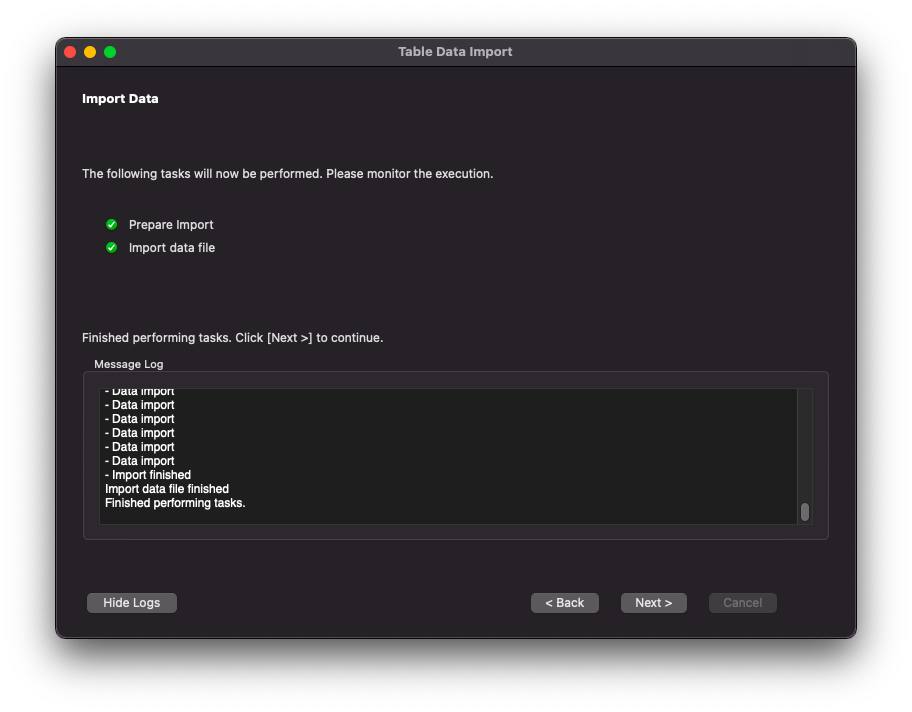 Table Data Import
Import Data
The following tasks will now be performed. Please monitor the execution.
Prepare Import
Import data file
Finished performing tasks. Click [Next >] to continue.
Message Log
- Data import
- Data import
- Data import
- Data import
- Data import
- Data import
- Import finished
Import data file finished
Finished performing tasks.
Hide Logs
< Back
Next >
Cancel